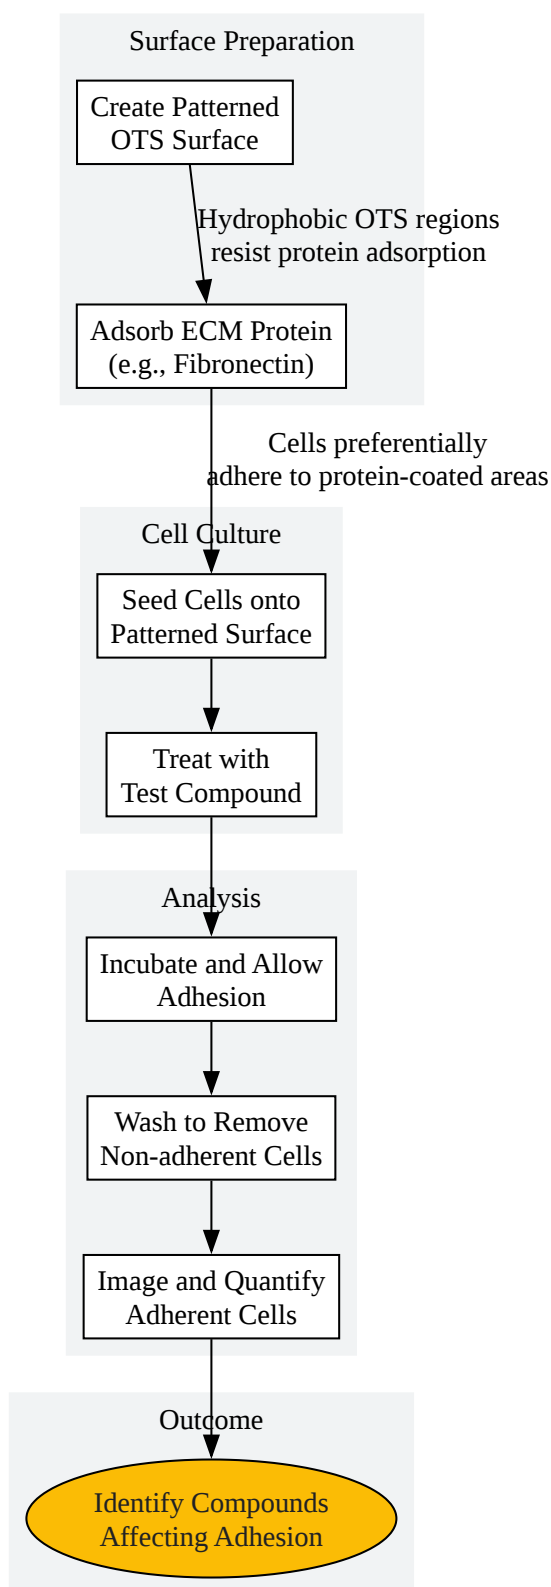 Surface Preparation
Create Patterned
OTS Surface
Hydrophobic OTS regions
resist protein adsorption
Adsorb ECM Protein
(e.g., Fibronectin)
Cells preferentially
adhere to protein-coated areas
Cell Culture
Seed Cells onto
Patterned Surface
Treat with
Test Compound
Analysis
Incubate and Allow
Adhesion
Wash to Remove
Non-adherent Cells
Image and Quantify
Adherent Cells
Outcome
Identify Compounds
Affecting Adhesion